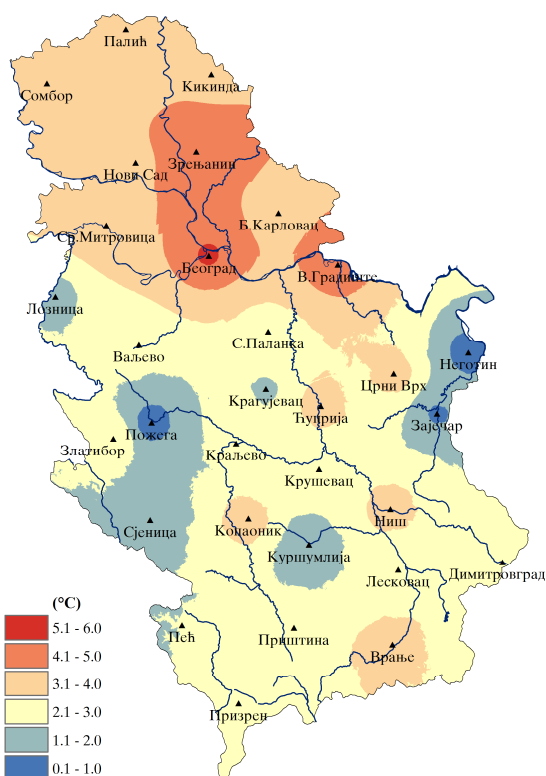 Палић
Кикинда
Сомбор
Зрењанин
Нови Сад
Б.Карловац
Ср.Митровица
Београд
В.Градиште
Лозница
С.Паланка
Ваљево
Неготин
Црни Врх
Крагујевац
Ћуприја
Зајечар
Пожега
Златибор
Краљево
Крушевац
Ниш
Сјеница
Копаоник
Куршумлија
Димитровград
Лесковац
(°C)
5.1 - 6.0
Пећ
Приштина
4.1 - 5.0
Врање
3.1 - 4.0
2.1 - 3.0
Призрен
1.1 - 2.0
0.1 - 1.0